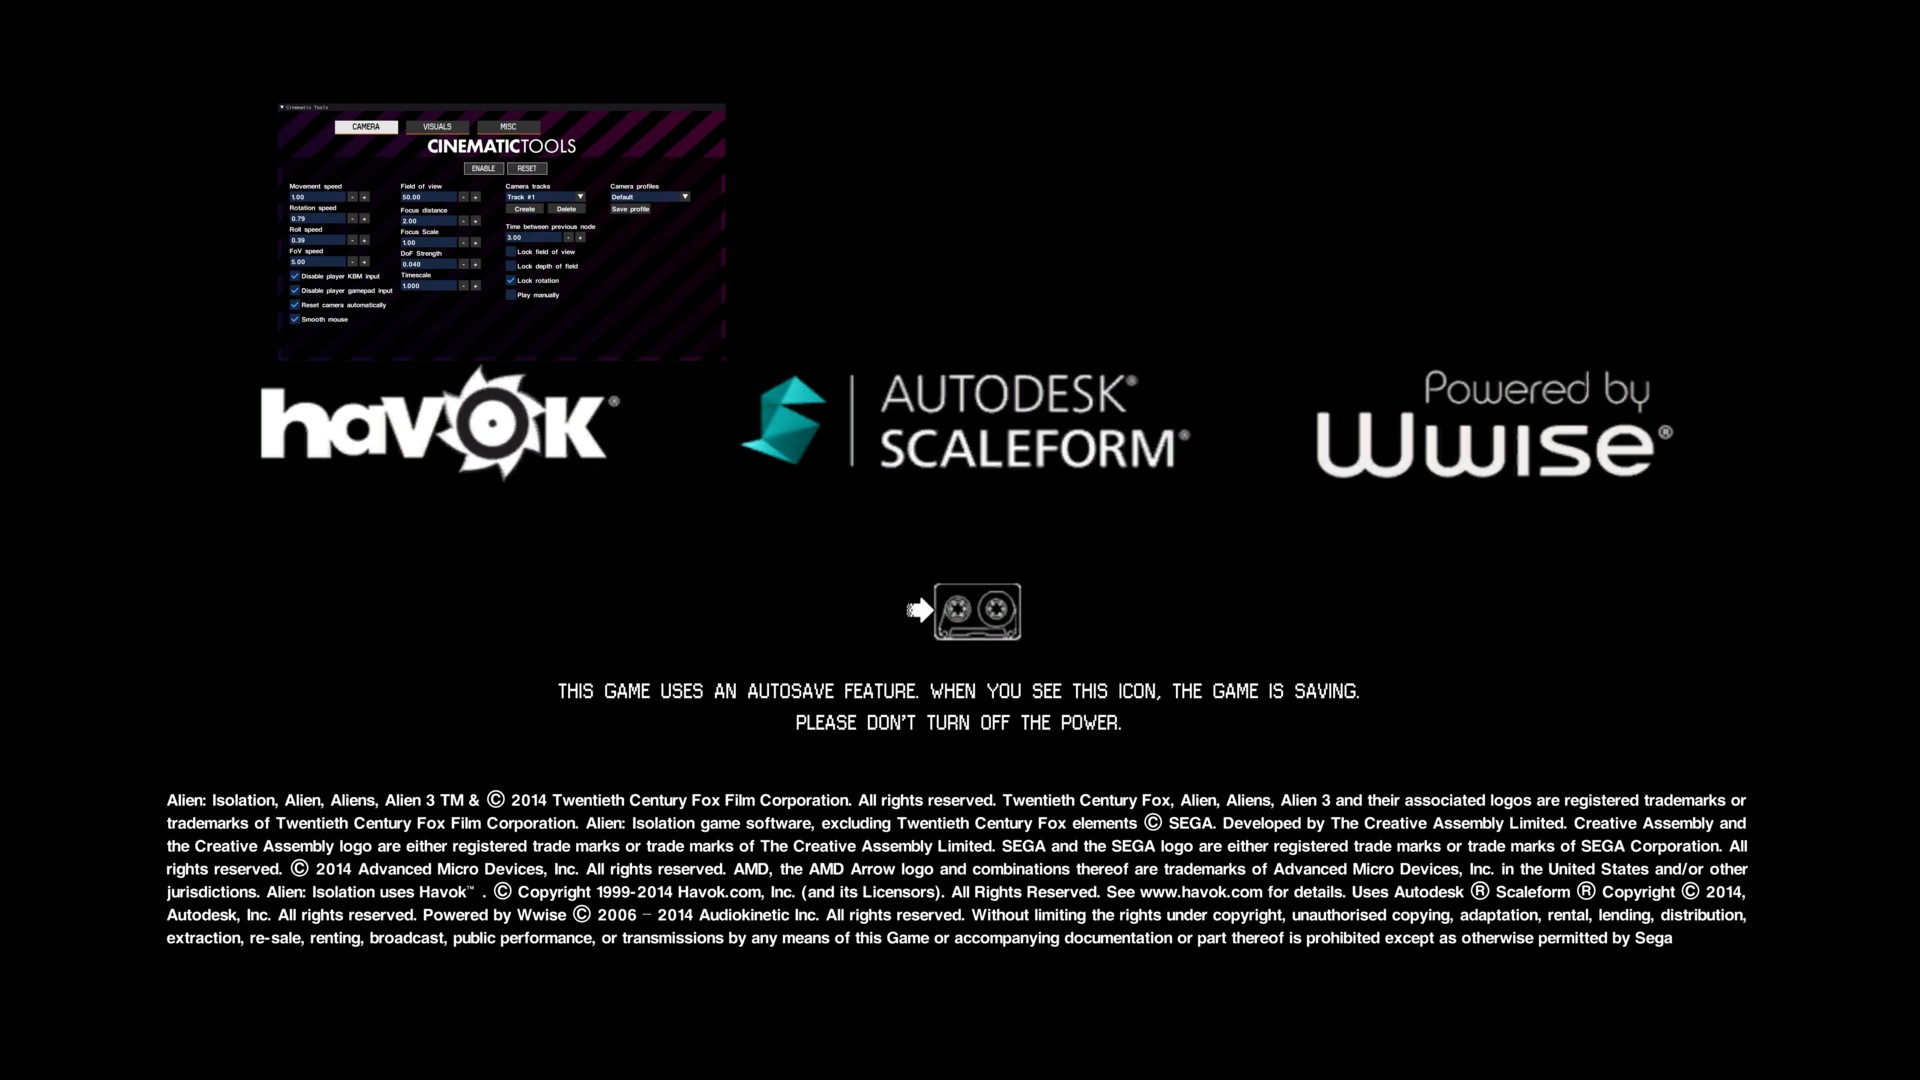 Cinematic Tools
CAMERA VISUALS MISC
CINEMATICTOOLS
ENABLE RESET
Movement speed
1.00 - +
Rotation speed
0.79 - +
Roll speed
0.39 - +
FoV speed
5.00 - +
Disable player KBM input
Disable player gamepad input
Reset camera automatically
Smooth mouse
Field of view
50.00 - +
Focus distance
2.00 - +
Focus Scale
1.00 - +
DoF Strength
0.040 - +
Timescale
1.000 - +
Camera tracks
Track #1
Create Delete
Time between previous node
3.00 - +
Lock field of view
Lock depth of field
Lock rotation
Play manually
Camera profiles
Default
Save profile
havok®
AUTODESK®
SCALEFORM®
Powered by
Wwise®
THIS GAME USES AN AUTOSAVE FEATURE. WHEN YOU SEE THIS ICON, THE GAME IS SAVING.
PLEASE DON'T TURN OFF THE POWER.
Alien: Isolation, Alien, Aliens, Alien 3 TM & © 2014 Twentieth Century Fox Film Corporation. All rights reserved. Twentieth Century Fox, Alien, Aliens, Alien 3 and their associated logos are registered trademarks or
trademarks of Twentieth Century Fox Film Corporation. Alien: Isolation game software, excluding Twentieth Century Fox elements © SEGA. Developed by The Creative Assembly Limited. Creative Assembly and
the Creative Assembly logo are either registered trade marks or trade marks of The Creative Assembly Limited. SEGA and the SEGA logo are either registered trade marks or trade marks of SEGA Corporation. All
rights reserved. © 2014 Advanced Micro Devices, Inc. All rights reserved. AMD, the AMD Arrow logo and combinations thereof are trademarks of Advanced Micro Devices, Inc. in the United States and/or other
jurisdictions. Alien: Isolation uses Havok™ . © Copyright 1999-2014 Havok.com, Inc. (and its Licensors). All Rights Reserved. See www.havok.com for details. Uses Autodesk ® Scaleform ® Copyright © 2014,
Autodesk, Inc. All rights reserved. Powered by Wwise © 2006 – 2014 Audiokinetic Inc. All rights reserved. Without limiting the rights under copyright, unauthorised copying, adaptation, rental, lending, distribution,
extraction, re-sale, renting, broadcast, public performance, or transmissions by any means of this Game or accompanying documentation or part thereof is prohibited except as otherwise permitted by Sega